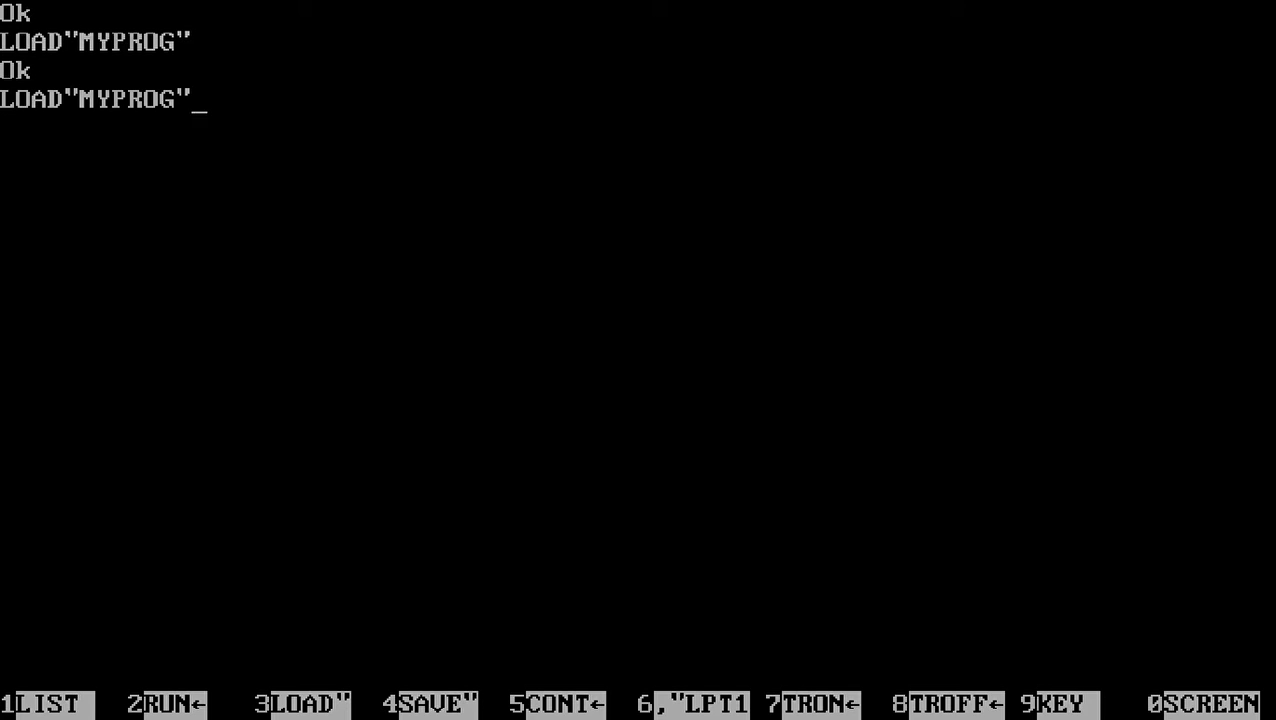 Ok
LOAD"MYPROG"
Ok
LOAD"MYPROG"_
1LIST 2RUN← 3LOAD" 4SAVE" 5CONT← 6,"LPT1 7TRON← 8TROFF← 9KEY 0SCREEN